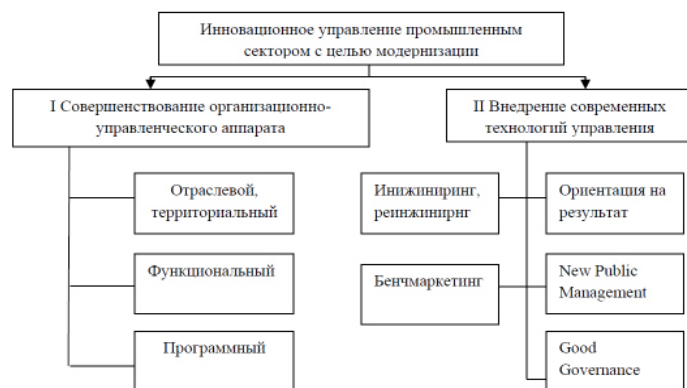 Инновационное управление промышленным
сектором с целью модернизации
I Совершенствование организационно-
управленческого аппарата
II Внедрение современных
технологий управления
Отраслевой,
территориальный
Функциональный
Программный
Инижиниринг,
реинжинирнг
Бенчмаркетинг
Ориентация на
результат
New Public
Management
Good
Governance